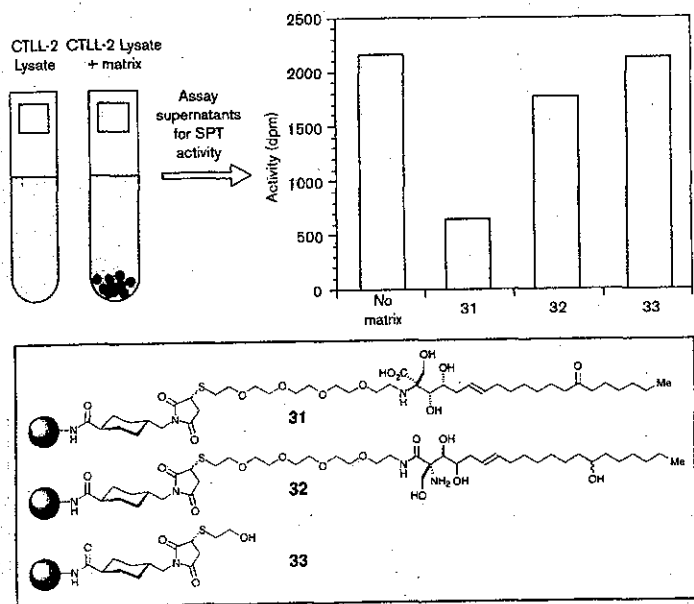 CTLL-2
Lysate
CTLL-2 Lysate
+ matrix
Assay
supernatants
for SPT
activity
Activity (dpm)
2500
2000
1500
1000
500
0
No
matrix
31
32
33
OH
HO₂C
OH
O
O
S
O
O
O
O
N
H
OH
Me
O
N
H
N
O
31
OH
O
S
O
O
O
O
H
N
O
OH
Me
O
N
H
N
O
32
HO
NH₂
OH
OH
O
S
OH
C
N
H
N
O
33